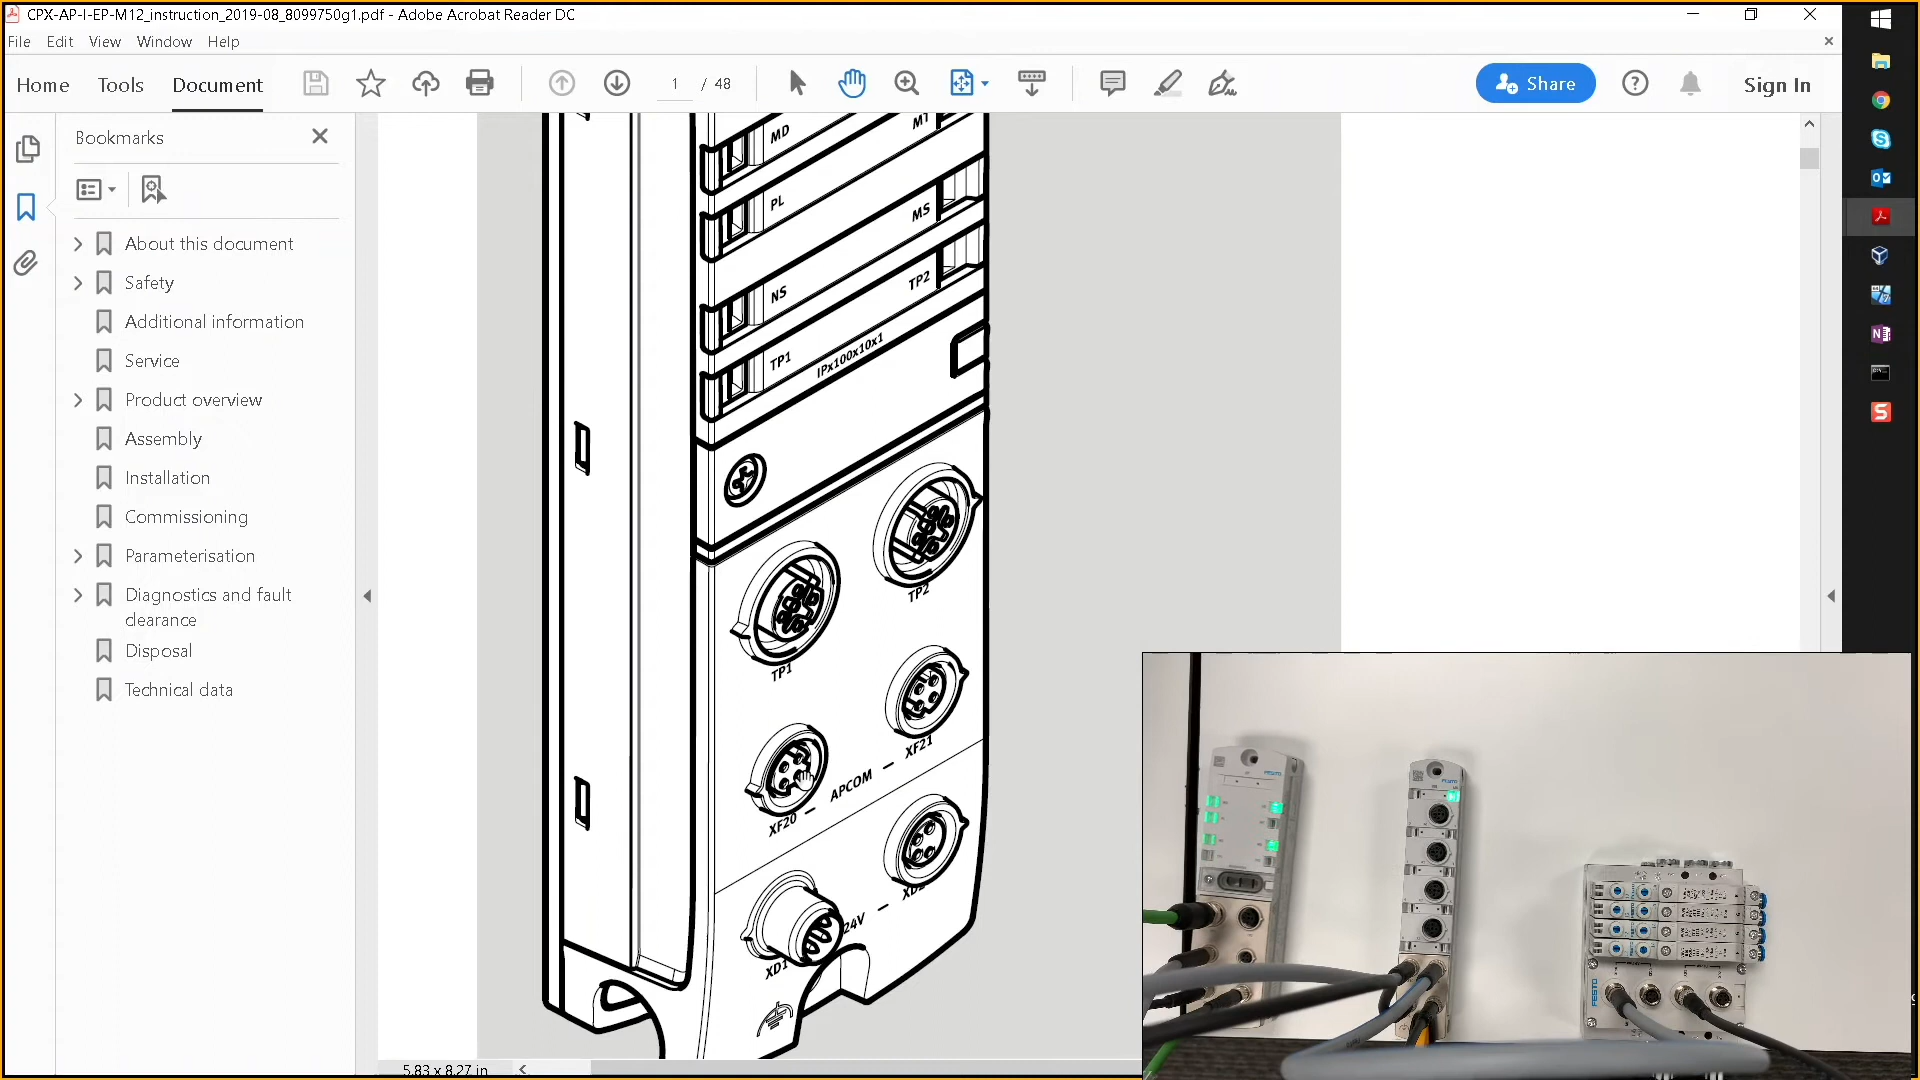 CPX-AP-I-EP-M12_instruction_2019-08_8099750g1.pdf - Adobe Acrobat Reader DC
File Edit View Window Help
Home Tools Document 1 / 48 Share Sign In
Bookmarks
About this document
Safety
Additional information
Service
Product overview
Assembly
Installation
Commissioning
Parameterisation
Diagnostics and fault
clearance
Disposal
Technical data
MD
PL
MS
NS
TP2
TP1
IPx100x10x1
TP2
TP1
XF21
APCOM
XF20
24V
XD1
5.83 x 8.27 in
FESTO
FESTO
FESTO